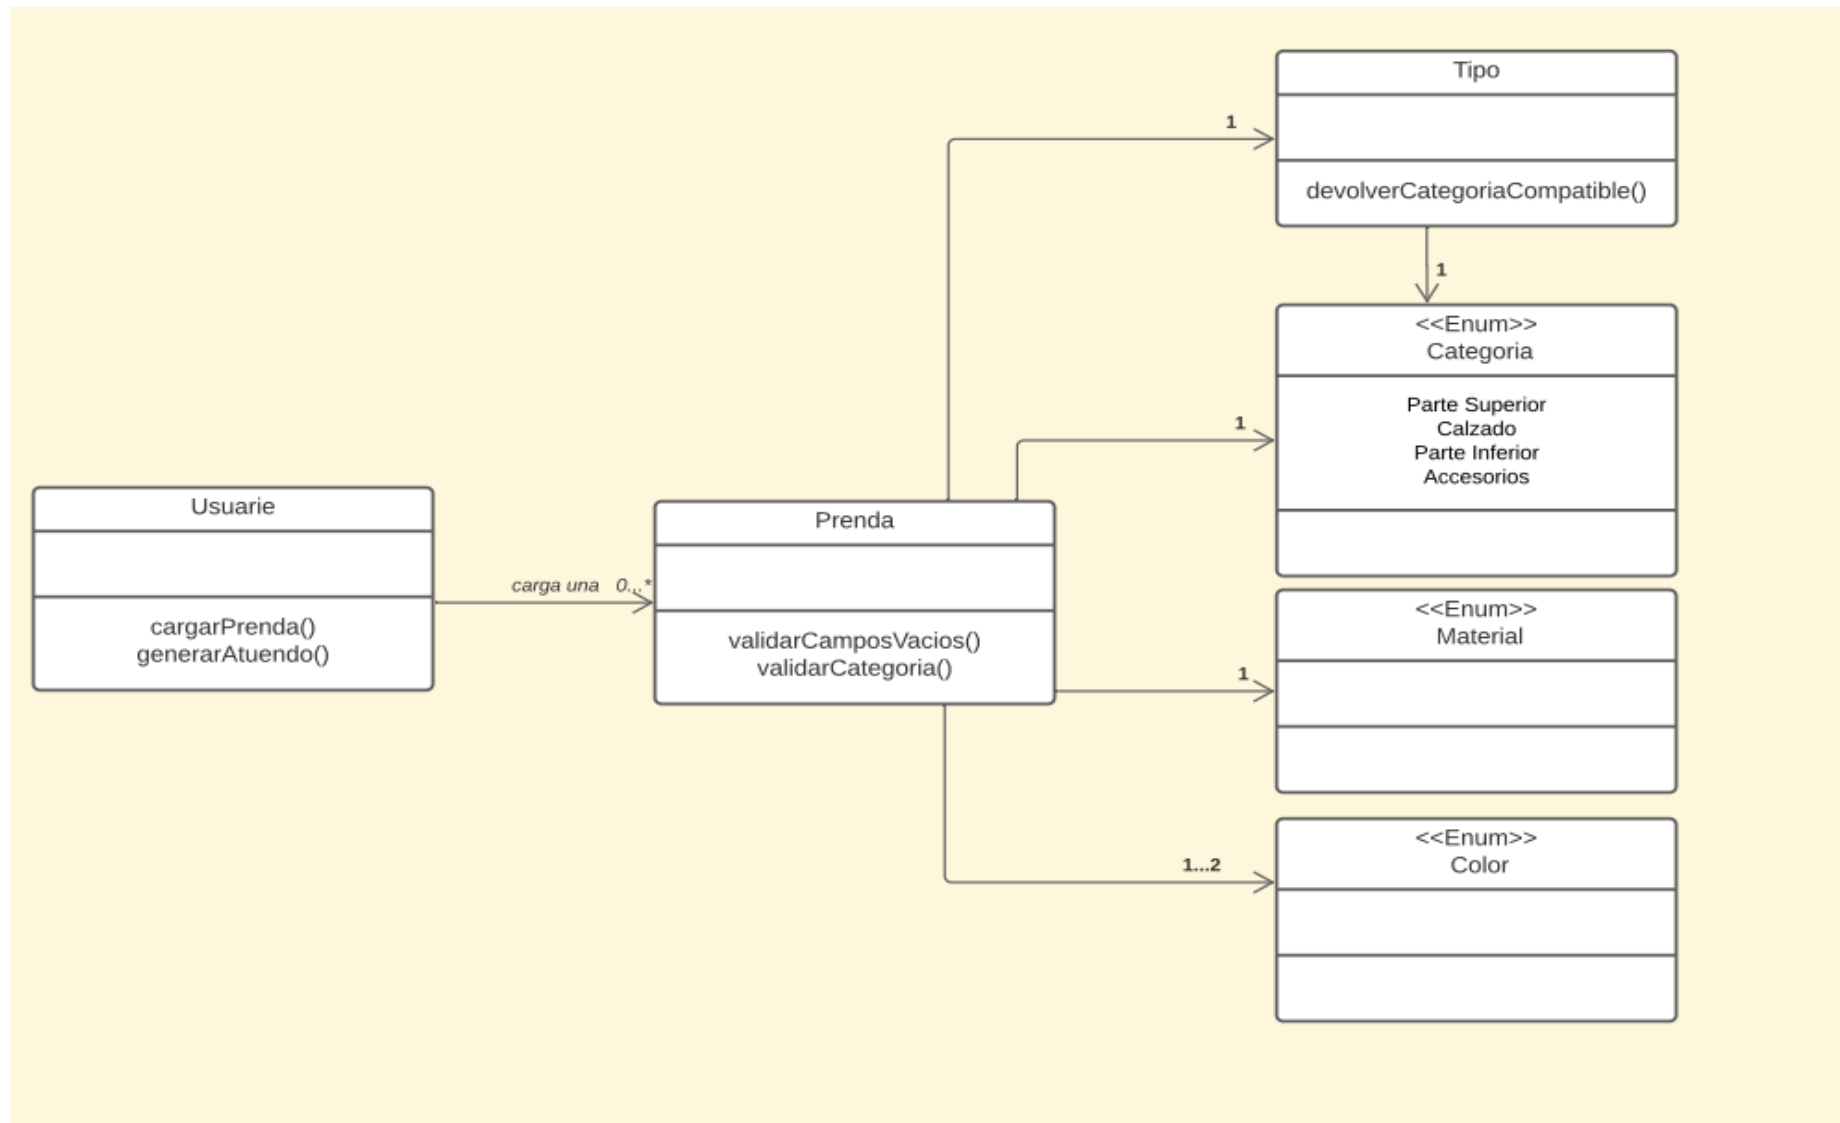 Tipo
1
devolverCategoriaCompatible()
1
<<Enum>>
Categoria
Parte Superior
Calzado
Parte Inferior
Accesorios
1
Usuarie
cargarPrenda()
generarAtuendo()
carga una 0...*
Prenda
validarCamposVacios()
validarCategoria()
<<Enum>>
Material
1
<<Enum>>
Color
1...2